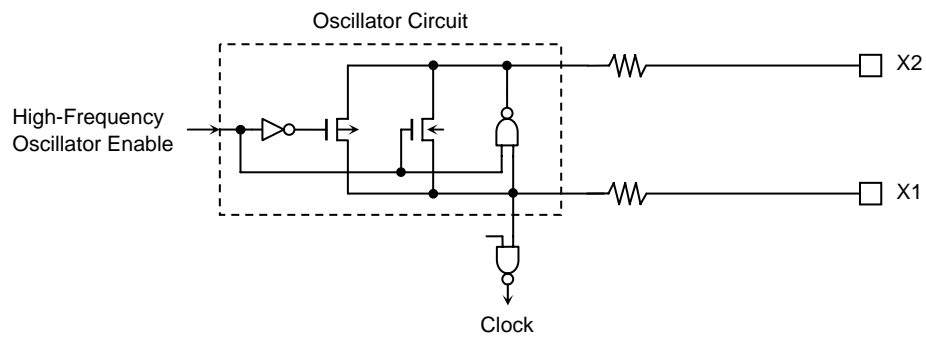 Oscillator Circuit
X2
High-Frequency
Oscillator Enable
X1
Clock